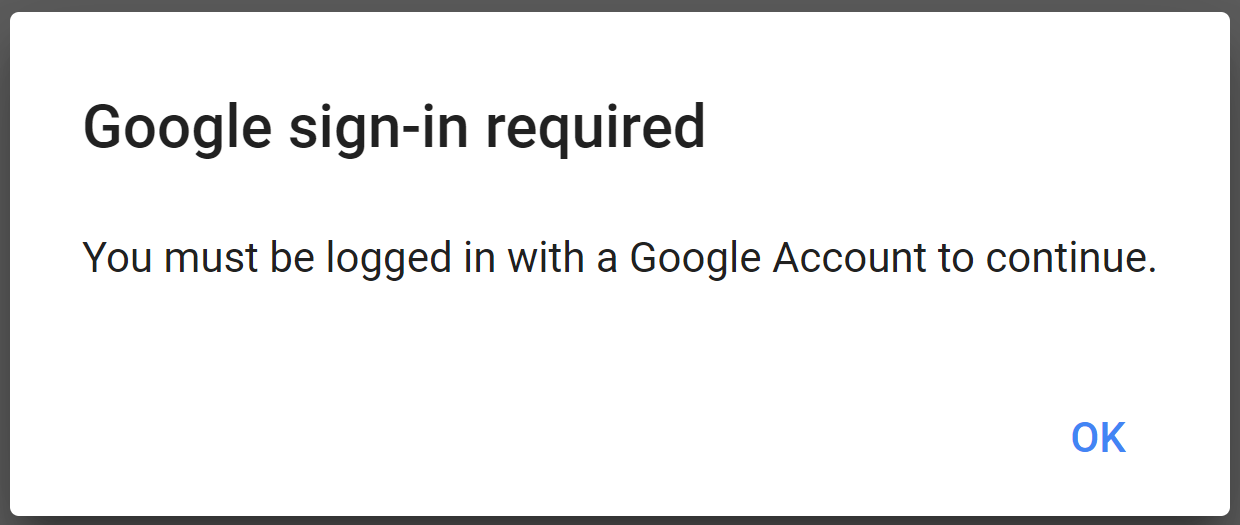 Google sign-in required
You must be logged in with a Google Account to continue.
OK